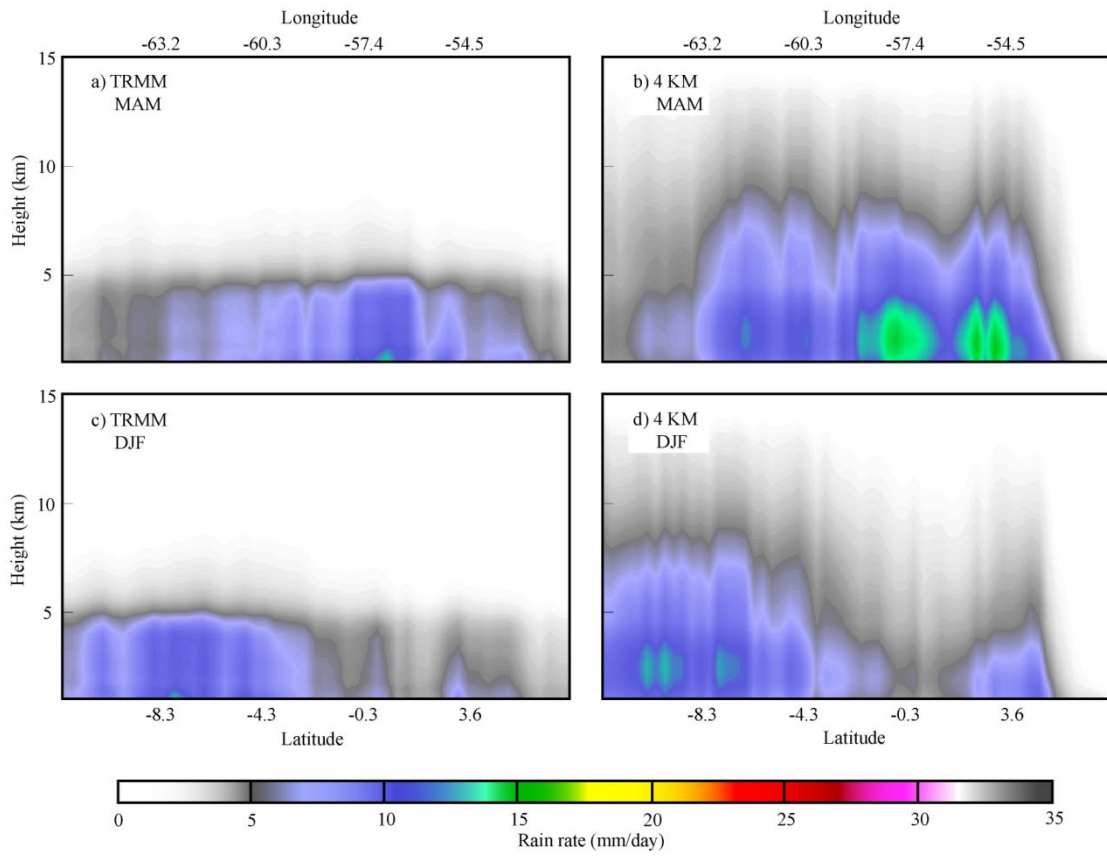 Longitude
Longitude
-63.2 -60.3 -57.4 -54.5
-63.2 -60.3 -57.4 -54.5
15
10
5
Height (km)
a) TRMM
MAM
b) 4 KM
MAM
15
10
5
Height (km)
c) TRMM
DJF
d) 4 KM
DJF
-8.3 -4.3 -0.3 3.6
-8.3 -4.3 -0.3 3.6
Latitude
Latitude
0 5 10 15 20 25 30 35
Rain rate (mm/day)